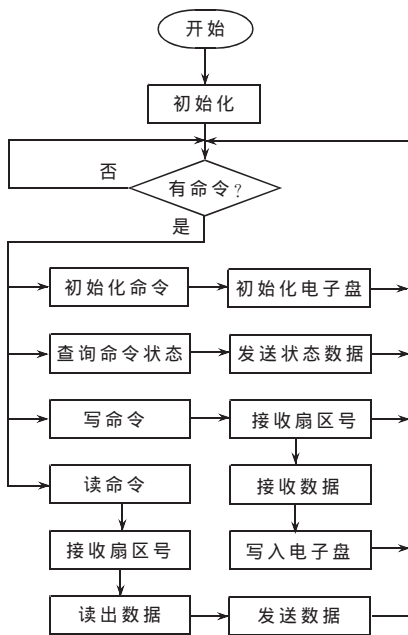 开始
初始化
否
有命令?
是
初始化命令
初始化电子盘
查询命令状态
发送状态数据
写命令
接收扇区号
读命令
接收数据
接收扇区号
写入电子盘
读出数据
发送数据